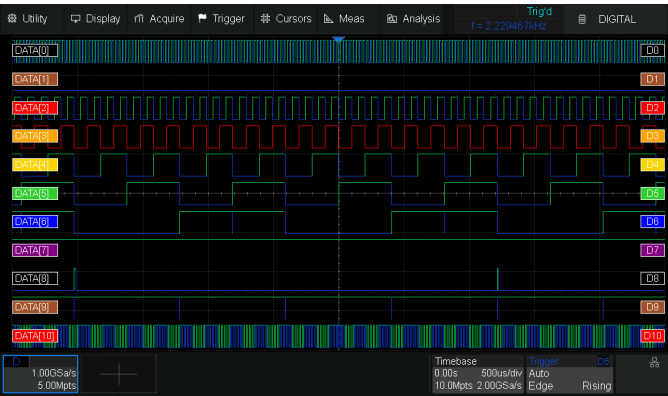 Utility Display Acquire Trigger Cursors Meas Analysis Trig'd DIGITAL
f = 2.229467kHz
DATA[0] D0
DATA[1] D1
DATA[2] D2
DATA[3] D3
DATA[4] D4
DATA[5] D5
DATA[6] D6
DATA[7] D7
DATA[8] D8
DATA[9] D9
DATA[10] D10
D
1.00GSa/s
5.00Mpts
Timebase
0.00s 500us/div
10.0Mpts 2.00GSa/s
Trigger D5
Auto
Edge Rising